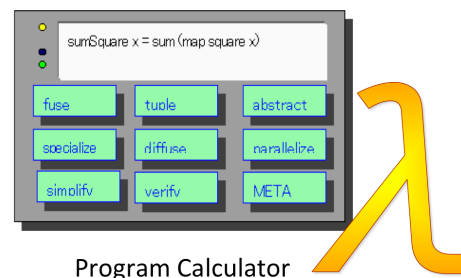 sumSquare x = sum (map square x)
fuse tuple abstract
specialize diffuse parallelize
simplify verify META
Program Calculator
λ